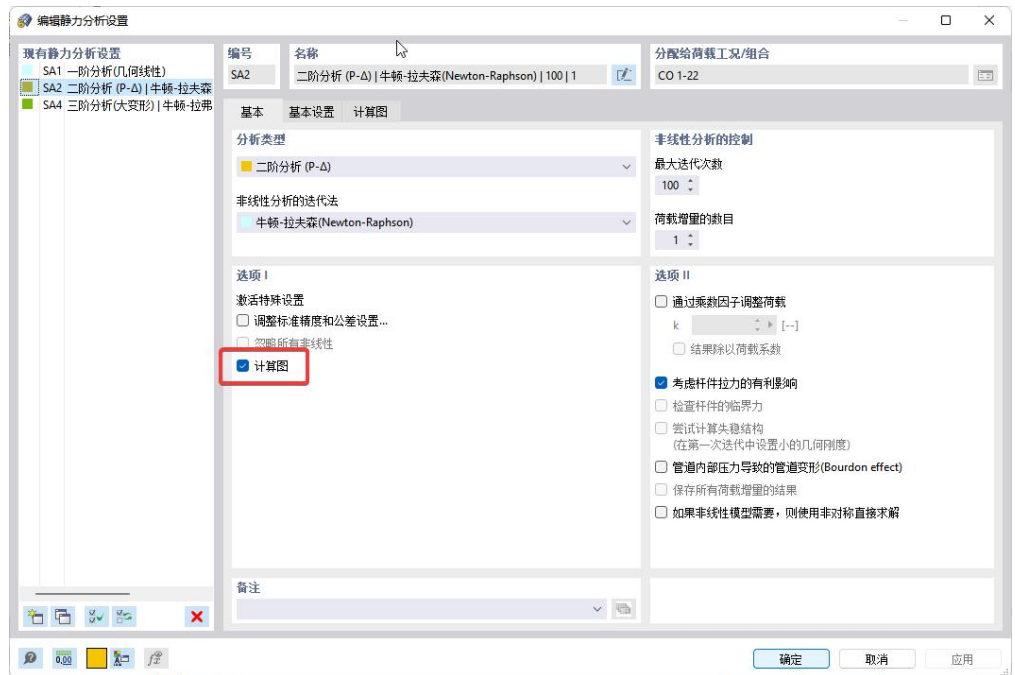 编辑静力分析设置
现有静力分析设置
SA1 一阶分析(几何线性)
SA2 二阶分析 (P-Δ) | 牛顿-拉夫森
SA4 三阶分析(大变形) | 牛顿-拉弗
编号
SA2
名称
二阶分析 (P-Δ) | 牛顿-拉夫森(Newton-Raphson) | 100 | 1
分配给荷载工况/组合
CO 1-22
基本 基本设置 计算图
分析类型
二阶分析 (P-Δ)
非线性分析的迭代法
牛顿-拉夫森(Newton-Raphson)
非线性分析的控制
最大迭代次数
100
荷载增量的数目
1
选项 I
激活特殊设置
调整标准精度和公差设置...
忽略所有非线性
计算图
选项 II
通过乘数因子调整荷载
k [--]
结果除以荷载系数
考虑杆件拉力的有利影响
检查杆件的临界力
尝试计算失稳结构
(在第一次迭代中设置小的几何刚度)
管道内部压力导致的管道变形(Bourdon effect)
保存所有荷载增量的结果
如果非线性模型需要，则使用非对称直接求解
备注
0,00
确定 取消 应用